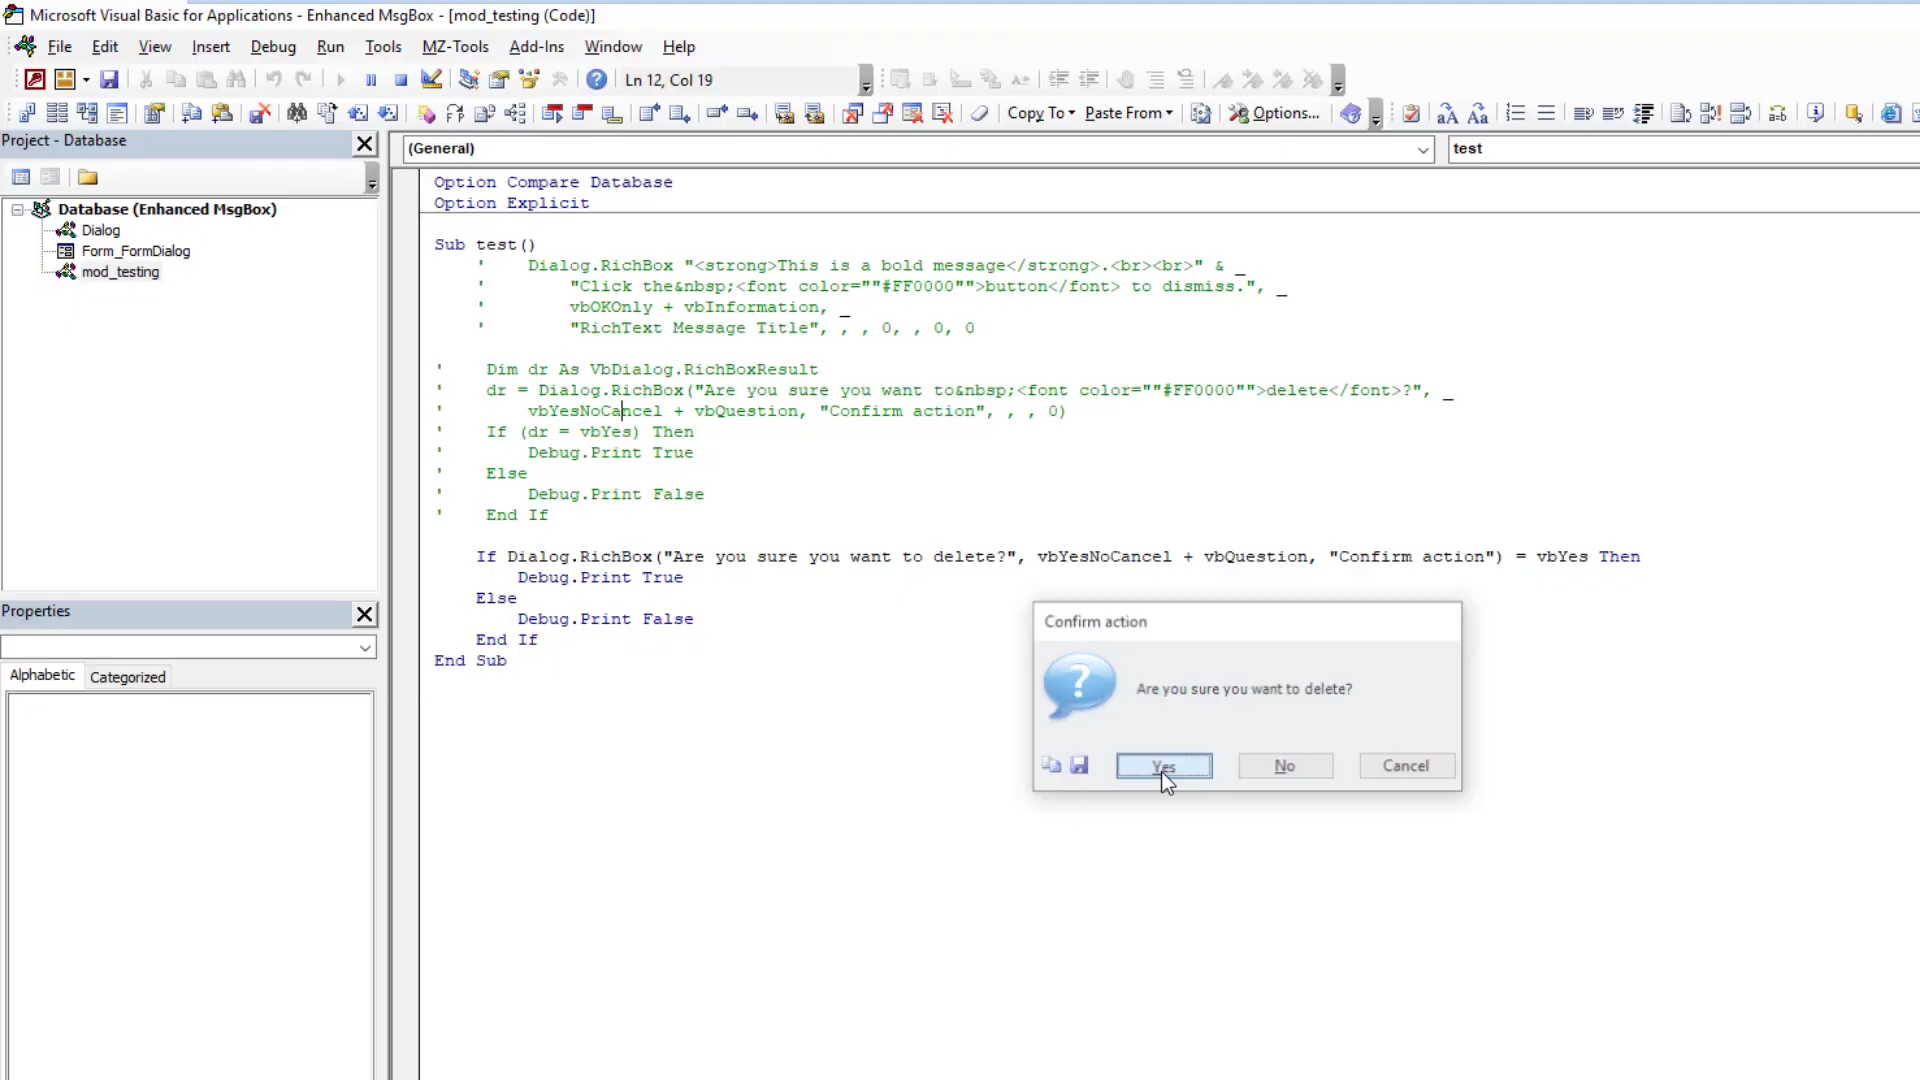 Microsoft Visual Basic for Applications - Enhanced MsgBox - [mod_testing (Code)]
File Edit View Insert Debug Run Tools MZ-Tools Add-Ins Window Help
Ln 12, Col 19
Copy To Paste From Options...
Project - Database
(General)
test
Database (Enhanced MsgBox)
Dialog
Form_FormDialog
mod_testing
Properties
Alphabetic Categorized
Option Compare Database
Option Explicit
Sub test()
'    Dialog.RichBox "<strong>This is a bold message</strong>.<br><br>" & _
'        "Click the&nbsp;<font color=""#FF0000"">button</font> to dismiss.", _
'        vbOKOnly + vbInformation, _
'        "RichText Message Title", , , 0, , 0, 0
'    Dim dr As VbDialog.RichBoxResult
'    dr = Dialog.RichBox("Are you sure you want to&nbsp;<font color=""#FF0000"">delete</font>?", _
'        vbYesNoCancel + vbQuestion, "Confirm action", , , 0)
'    If (dr = vbYes) Then
'        Debug.Print True
'    Else
'        Debug.Print False
'    End If
If Dialog.RichBox("Are you sure you want to delete?", vbYesNoCancel + vbQuestion, "Confirm action") = vbYes Then
Debug.Print True
Else
Debug.Print False
End If
End Sub
Confirm action
Are you sure you want to delete?
Yes No Cancel